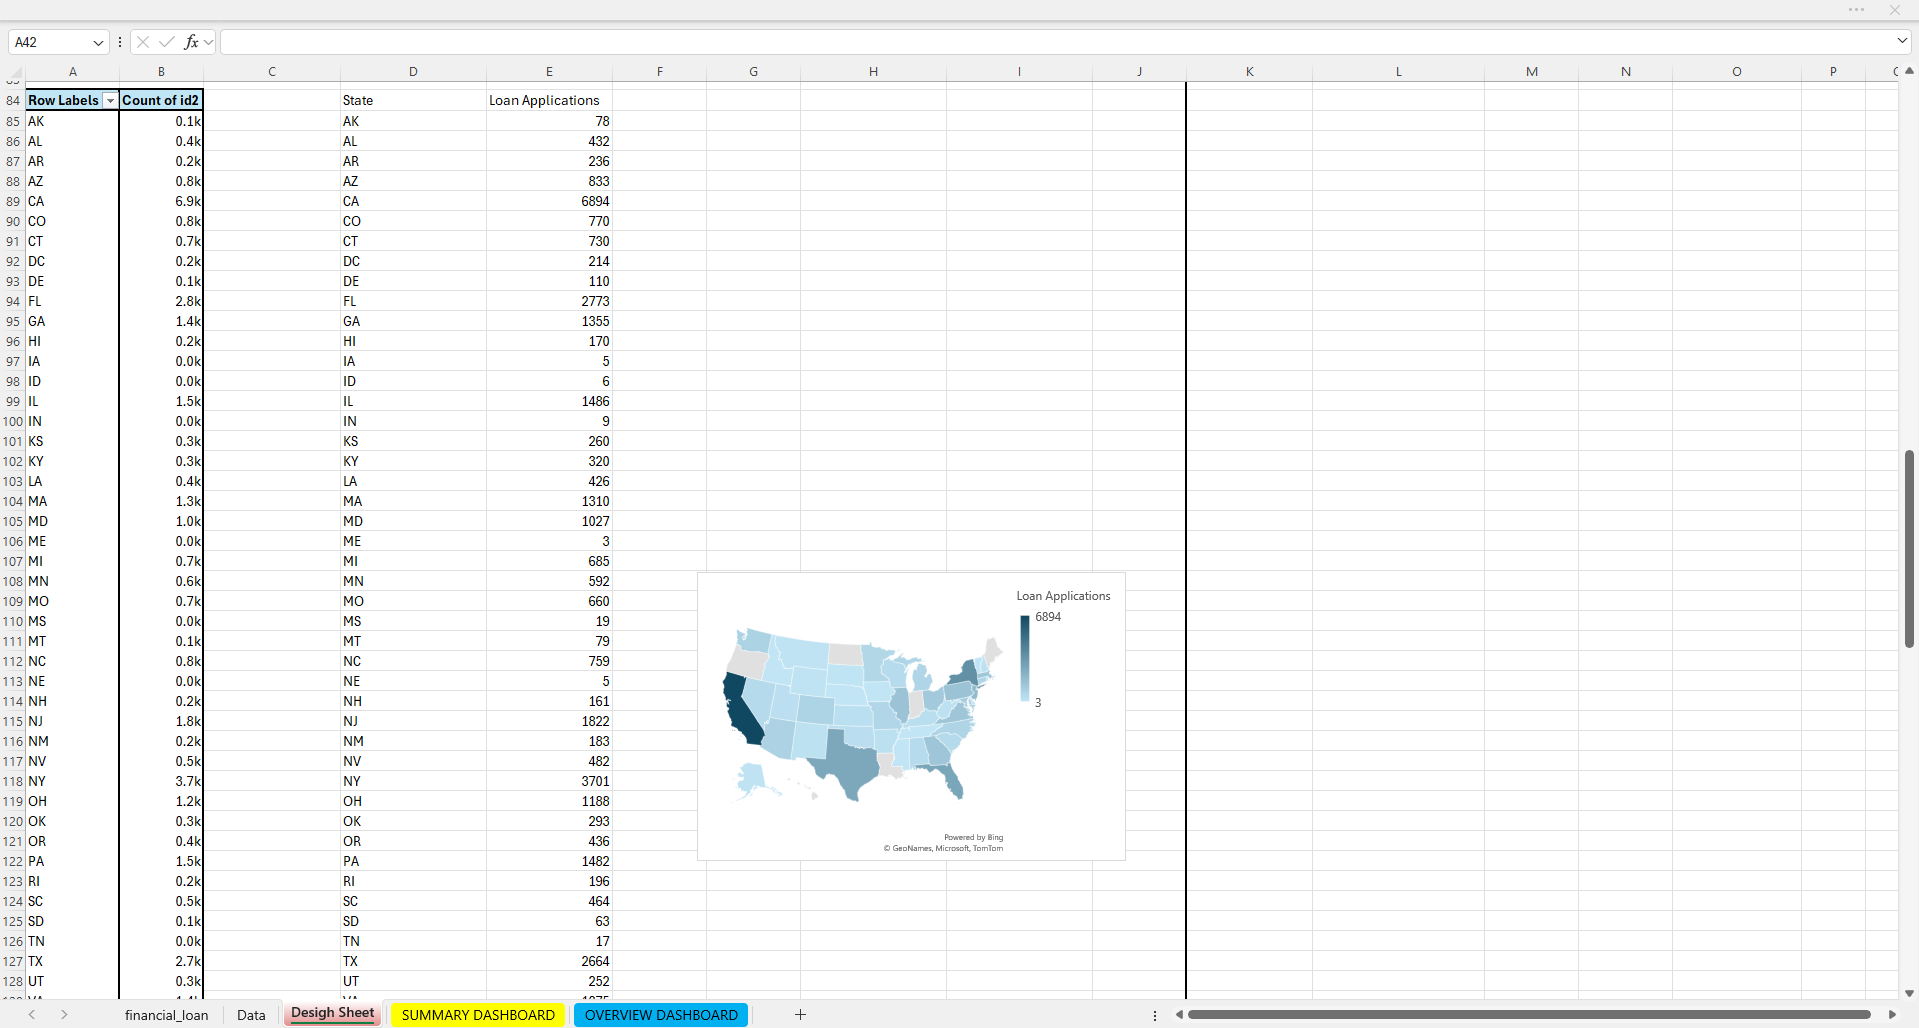 A42 fx
A B C D E F G H I J K L M N O P
84 Row Labels Count of id2 State Loan Applications
85 AK 0.1k AK 78
86 AL 0.4k AL 432
87 AR 0.2k AR 236
88 AZ 0.8k AZ 833
89 CA 6.9k CA 6894
90 CO 0.8k CO 770
91 CT 0.7k CT 730
92 DC 0.2k DC 214
93 DE 0.1k DE 110
94 FL 2.8k FL 2773
95 GA 1.4k GA 1355
96 HI 0.2k HI 170
97 IA 0.0k IA 5
98 ID 0.0k ID 6
99 IL 1.5k IL 1486
100 IN 0.0k IN 9
101 KS 0.3k KS 260
102 KY 0.3k KY 320
103 LA 0.4k LA 426
104 MA 1.3k MA 1310
105 MD 1.0k MD 1027
106 ME 0.0k ME 3
107 MI 0.7k MI 685
108 MN 0.6k MN 592
109 MO 0.7k MO 660
110 MS 0.0k MS 19
111 MT 0.1k MT 79
112 NC 0.8k NC 759
113 NE 0.0k NE 5
114 NH 0.2k NH 161
115 NJ 1.8k NJ 1822
116 NM 0.2k NM 183
117 NV 0.5k NV 482
118 NY 3.7k NY 3701
119 OH 1.2k OH 1188
120 OK 0.3k OK 293
121 OR 0.4k OR 436
122 PA 1.5k PA 1482
123 RI 0.2k RI 196
124 SC 0.5k SC 464
125 SD 0.1k SD 63
126 TN 0.0k TN 17
127 TX 2.7k TX 2664
128 UT 0.3k UT 252
Loan Applications
6894
3
Powered by Bing
© GeoNames, Microsoft, TomTom
financial_loan Data Desigh Sheet SUMMARY DASHBOARD OVERVIEW DASHBOARD